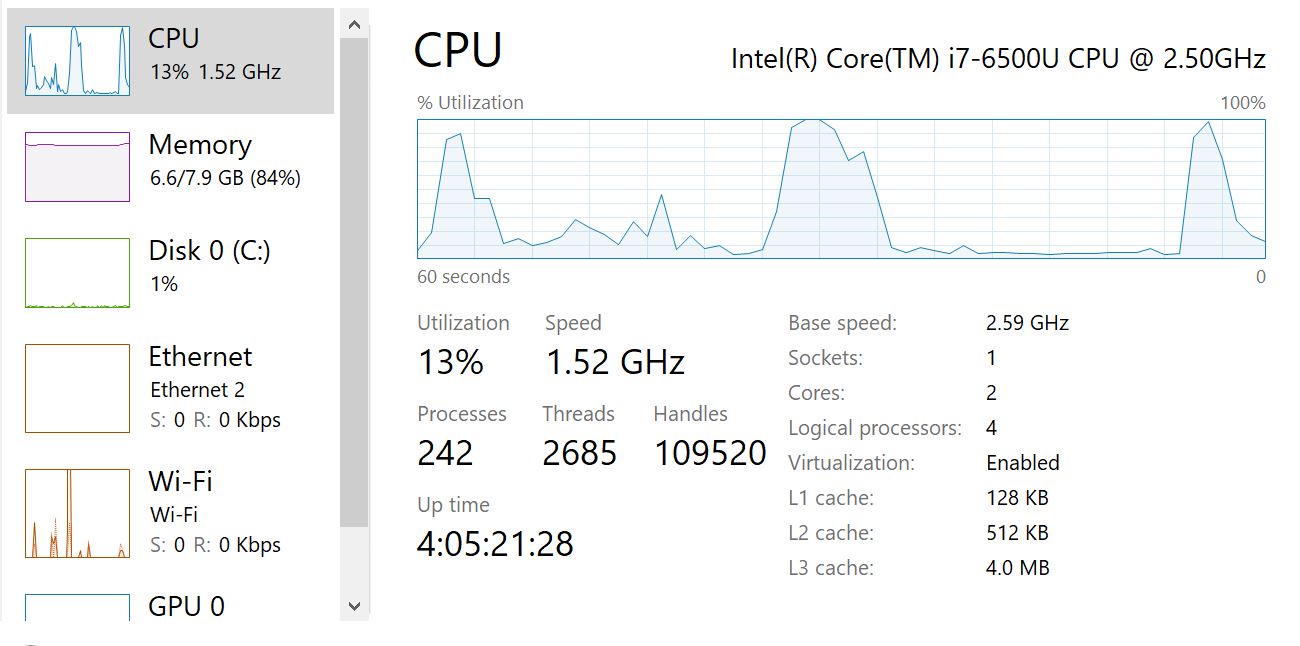 CPU
13% 1.52 GHz
Memory
6.6/7.9 GB (84%)
Disk 0 (C:)
1%
Ethernet
Ethernet 2
S: 0 R: 0 Kbps
Wi-Fi
Wi-Fi
S: 0 R: 0 Kbps
GPU 0
CPU
Intel(R) Core(TM) i7-6500U CPU @ 2.50GHz
% Utilization 100%
60 seconds 0
Utilization Speed
13% 1.52 GHz
Processes Threads Handles
242 2685 109520
Up time
4:05:21:28
Base speed: 2.59 GHz
Sockets: 1
Cores: 2
Logical processors: 4
Virtualization: Enabled
L1 cache: 128 KB
L2 cache: 512 KB
L3 cache: 4.0 MB